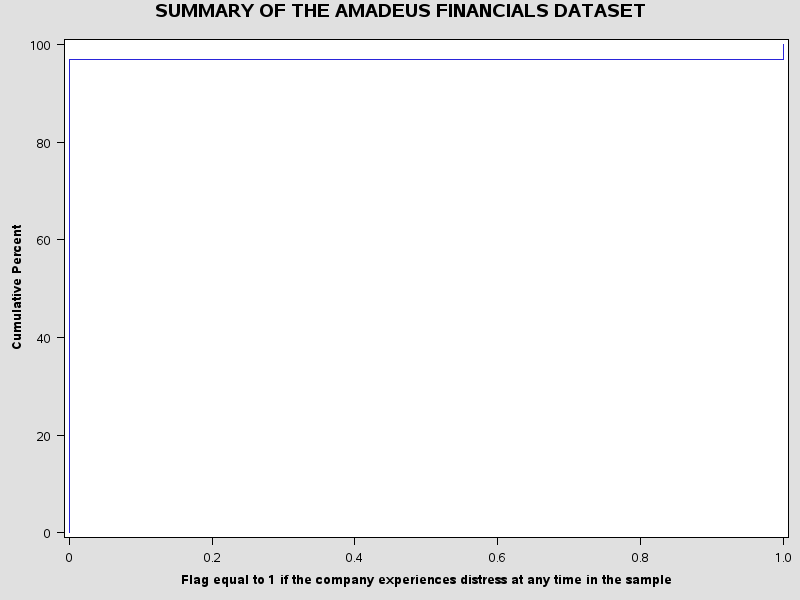 SUMMARY OF THE AMADEUS FINANCIALS DATASET
100
80
60
40
20
0
Cumulative Percent
0 0.2 0.4 0.6 0.8 1.0
Flag equal to 1 if the company experiences distress at any time in the sample